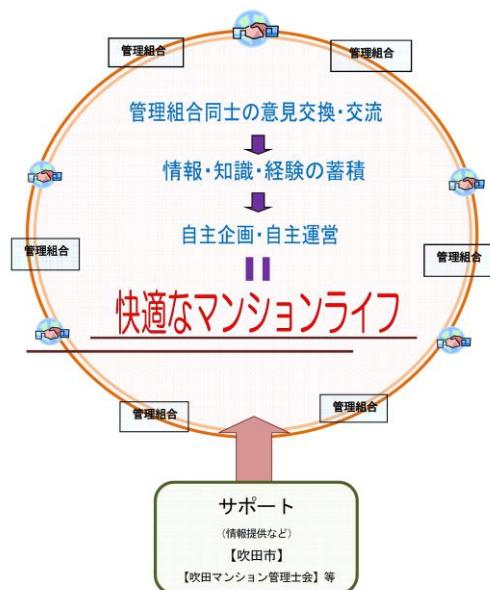 管理組合
管理組合
管理組合同士の意見交換・交流
情報・知識・経験の蓄積
自主企画・自主運営
管理組合
管理組合
快適なマンションライフ
管理組合
管理組合
サポート
(情報提供など)
【吹田市】
【吹田マンション管理士会】等